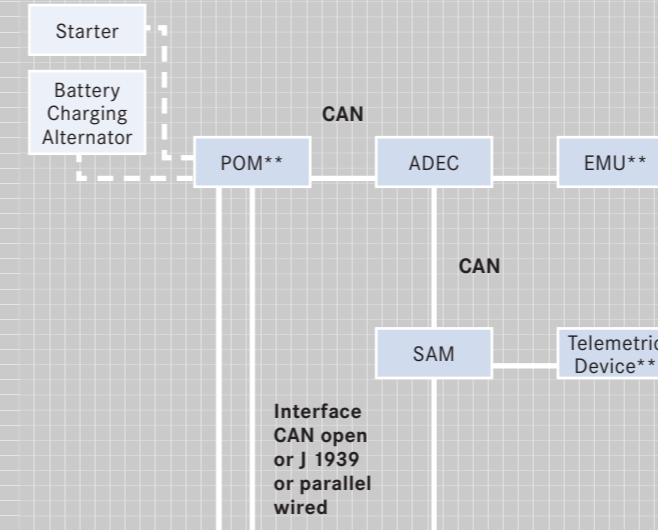 Starter
Battery
Charging
Alternator
CAN
POM**
ADEC
EMU**
CAN
SAM
Telemetric
Device**
Interface
CAN open
or J 1939
or parallel
wired